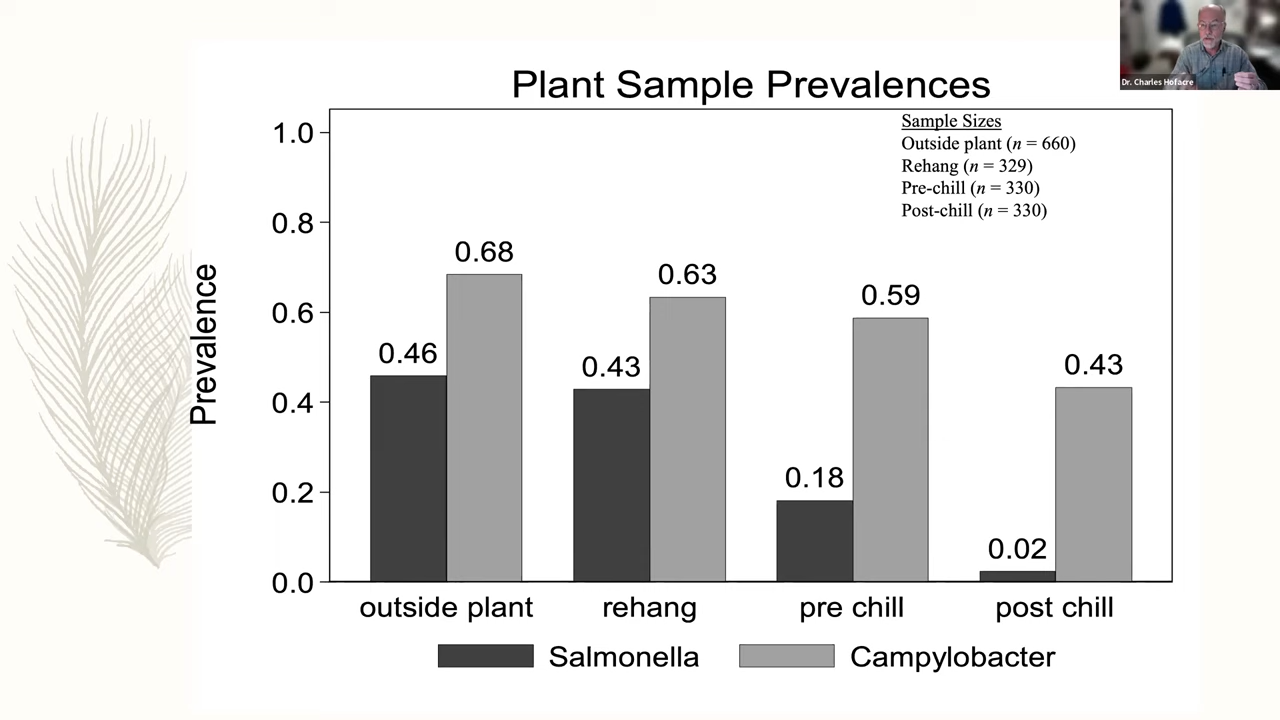 Dr. Charles Hofacre
Plant Sample Prevalences
Sample Sizes
Outside plant (n = 660)
Rehang (n = 329)
Pre-chill (n = 330)
Post-chill (n = 330)
Prevalence
1.0
0.8
0.6
0.4
0.2
0.0
0.46
0.68
0.43
0.63
0.18
0.59
0.02
0.43
outside plant
rehang
pre chill
post chill
Salmonella
Campylobacter